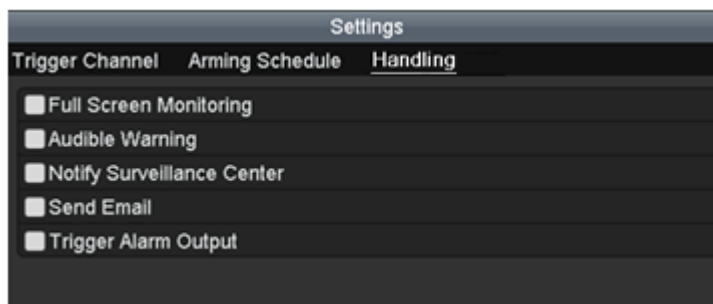 Settings
Trigger Channel Arming Schedule Handling
Full Screen Monitoring
Audible Warning
Notify Surveillance Center
Send Email
Trigger Alarm Output